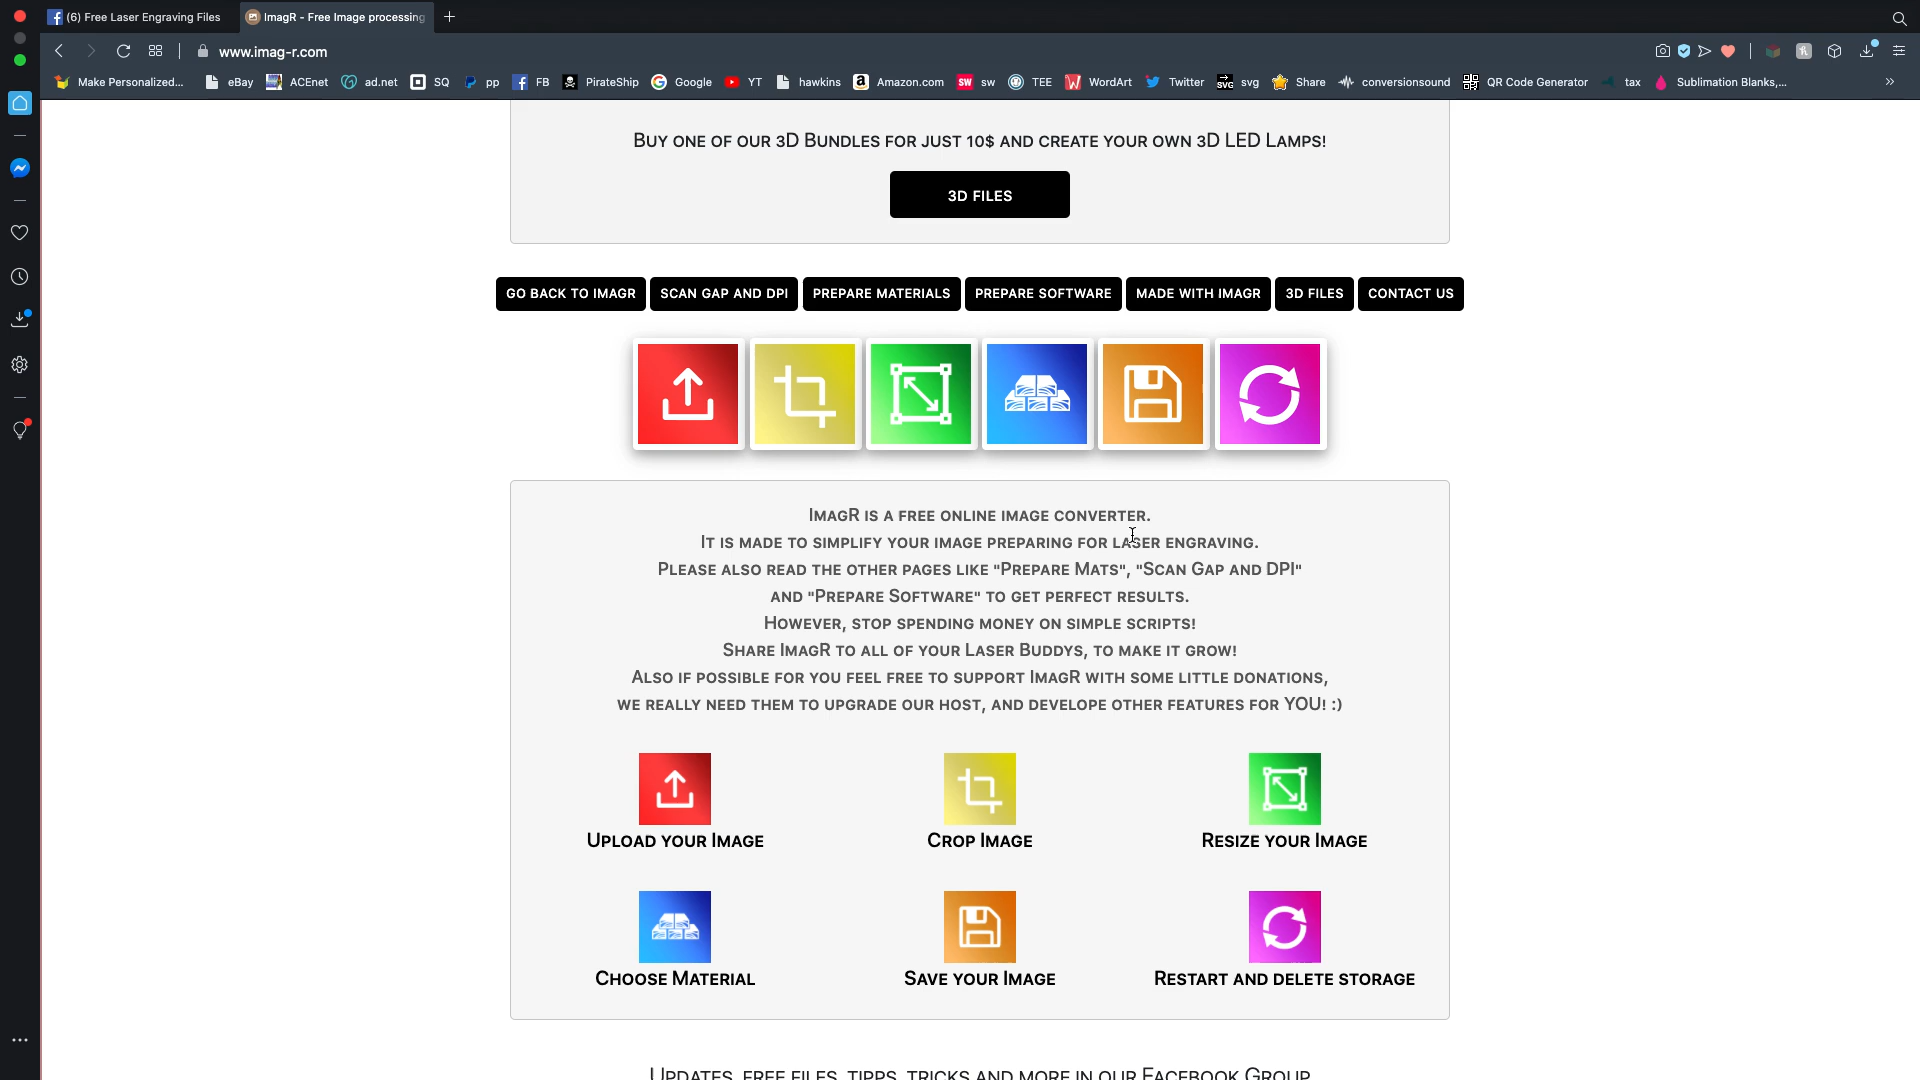 (6) Free Laser Engraving Files
ImagR - Free Image processing
www.imag-r.com
Make Personalized... eBay ACEnet ad.net SQ pp FB PirateShip Google YT hawkins Amazon.com sw TEE WordArt Twitter svg Share conversionsound QR Code Generator tax Sublimation Blanks,...
Buy one of our 3D Bundles for just 10$ and create your own 3D LED Lamps!
3D FILES
GO BACK TO IMAGR SCAN GAP AND DPI PREPARE MATERIALS PREPARE SOFTWARE MADE WITH IMAGR 3D FILES CONTACT US
ImagR is a free online image converter.
It is made to simplify your image preparing for laser engraving.
Please also read the other pages like "Prepare Mats", "Scan Gap and DPI"
and "Prepare Software" to get perfect results.
However, stop spending money on simple scripts!
Share ImagR to all of your Laser Buddys, to make it grow!
Also if possible for you feel free to support ImagR with some little donations,
we really need them to upgrade our host, and develope other features for YOU! :)
Upload your Image Crop Image Resize your Image
Choose Material Save your Image Restart and delete storage
Updates, free files, tipps, tricks and more in our Facebook Group